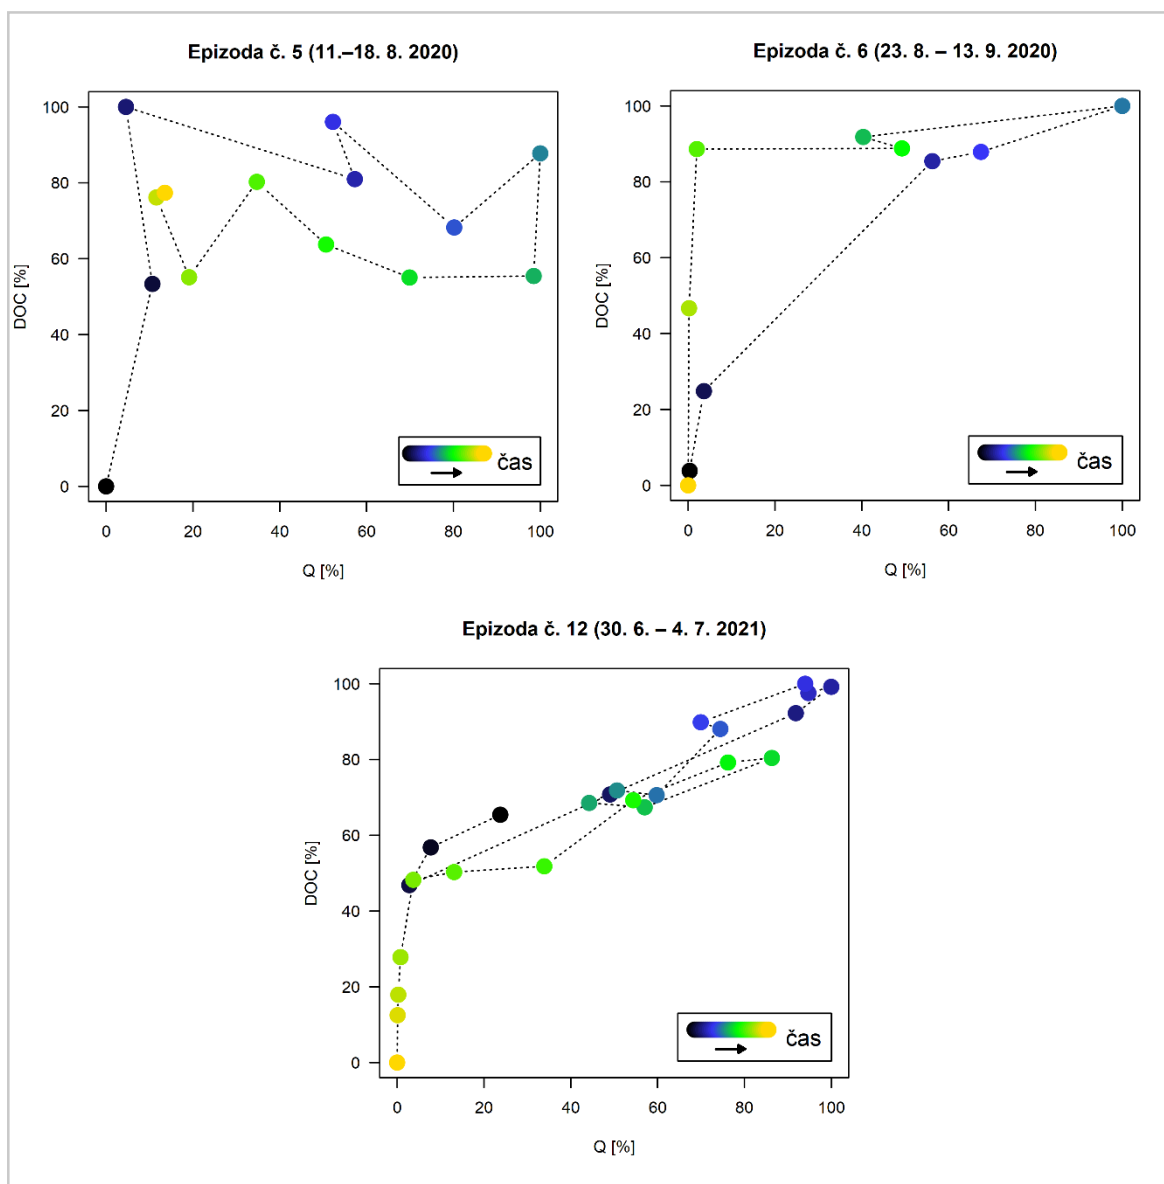 Epizoda č. 5 (11.–18. 8. 2020)
100
80
60
40
20
0
DOC [%]
0 20 40 60 80 100
Q [%]
čas
Epizoda č. 6 (23. 8. – 13. 9. 2020)
100
80
60
40
20
0
DOC [%]
0 20 40 60 80 100
Q [%]
čas
Epizoda č. 12 (30. 6. – 4. 7. 2021)
100
80
60
40
20
0
DOC [%]
0 20 40 60 80 100
Q [%]
čas